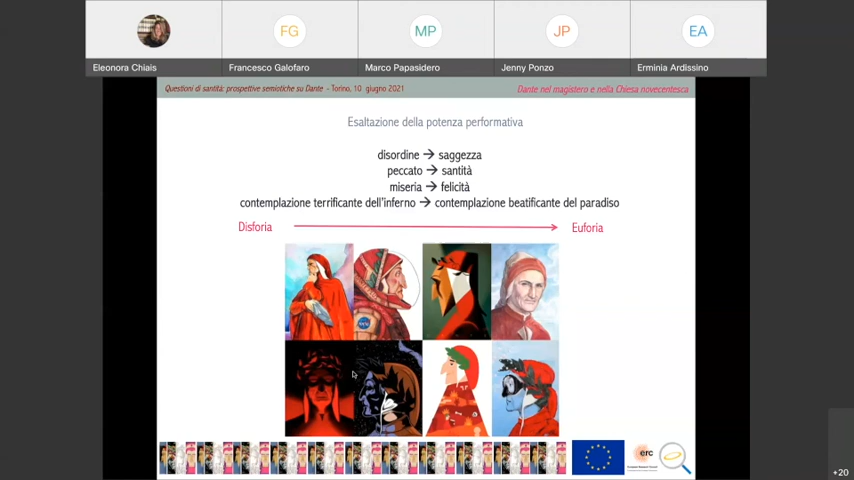 FG
MP
JP
EA
Eleonora Chiais
Francesco Galofaro
Marco Papasidero
Jenny Ponzo
Erminia Ardissino
Questioni di santità: prospettive semiotiche su Dante - Torino, 10 giugno 2021
Dante nel magistero e nella Chiesa novecentesca
Esaltazione della potenza performativa
disordine → saggezza
peccato → santità
miseria → felicità
contemplazione terrificante dell'inferno → contemplazione beatificante del paradiso
Disforia
Euforia
erc
+20